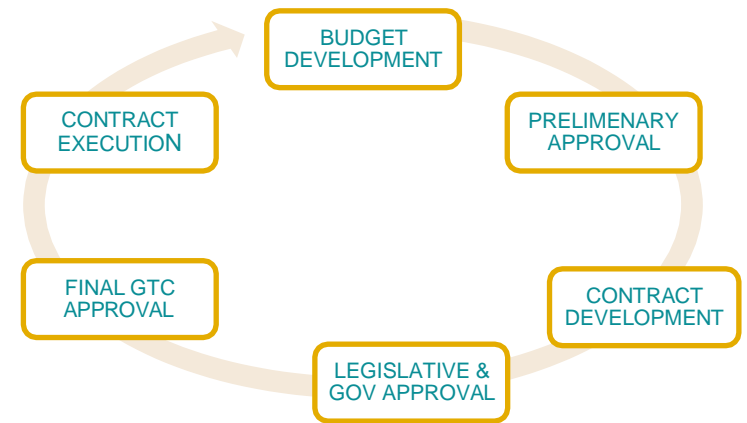 BUDGET
DEVELOPMENT
PRELIMENARY
APPROVAL
CONTRACT
DEVELOPMENT
LEGISLATIVE &
GOV APPROVAL
FINAL GTC
APPROVAL
CONTRACT
EXECUTION